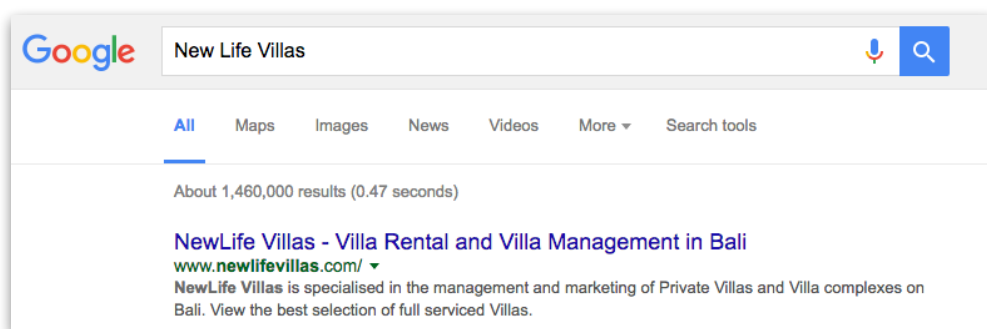 Google New Life Villas
All Maps Images News Videos More Search tools
About 1,460,000 results (0.47 seconds)
NewLife Villas - Villa Rental and Villa Management in Bali
www.newlifevillas.com/
NewLife Villas is specialised in the management and marketing of Private Villas and Villa complexes on
Bali. View the best selection of full serviced Villas.